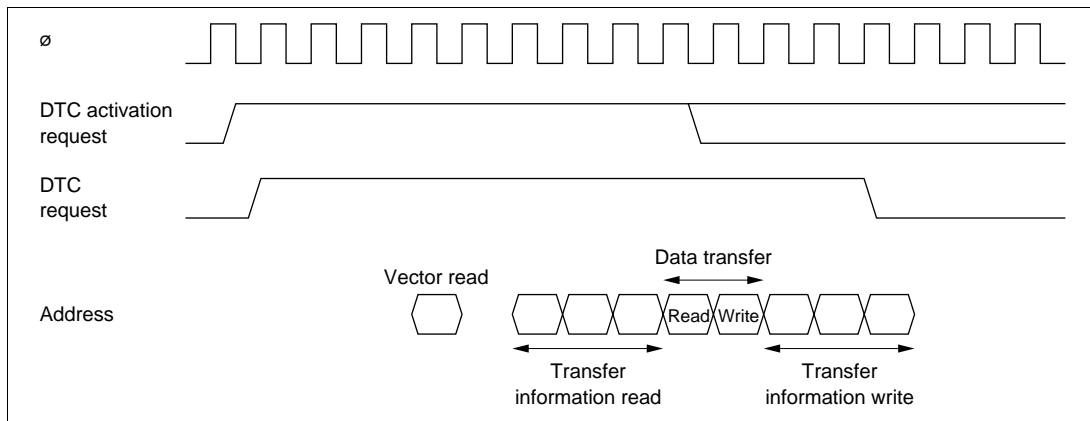 ø
DTC activation
request
DTC
request
Data transfer
Vector read
Address
Read Write
Transfer
information read
Transfer
information write